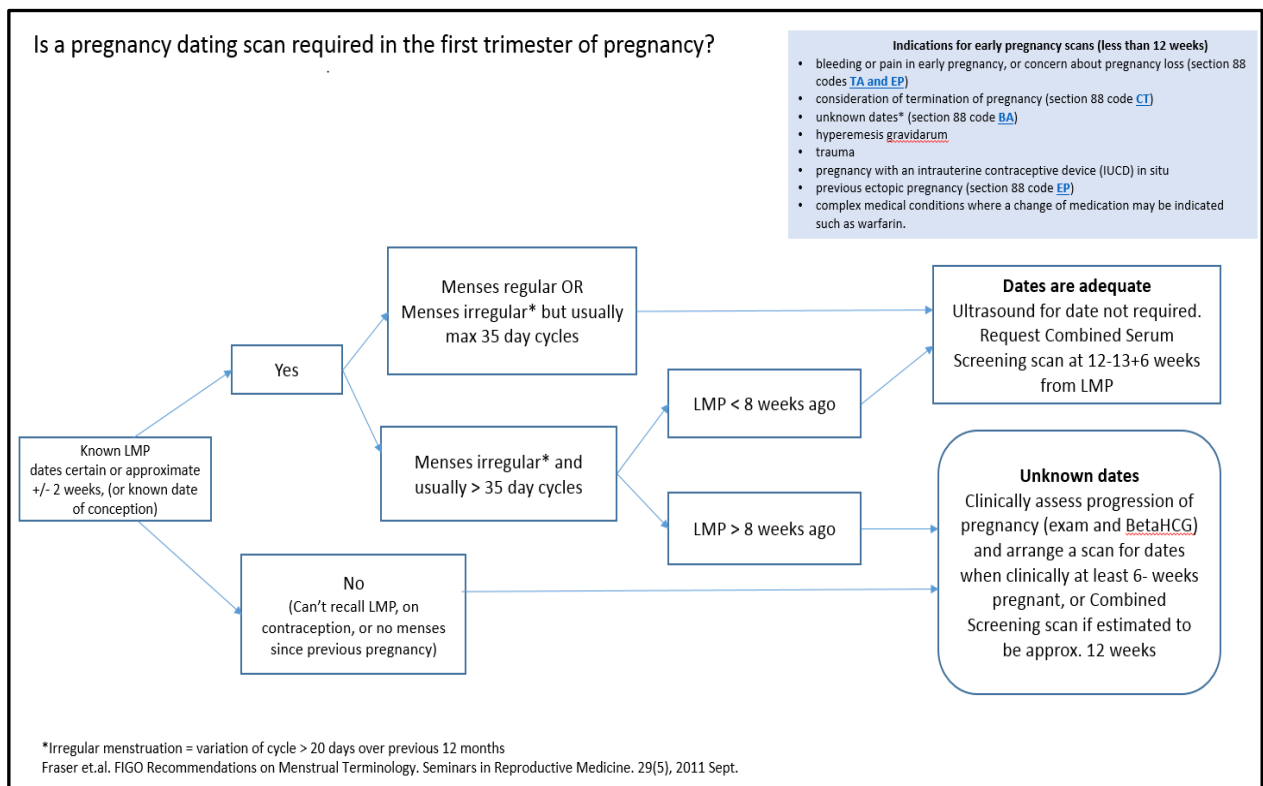 Is a pregnancy dating scan required in the first trimester of pregnancy?
Indications for early pregnancy scans (less than 12 weeks)
• bleeding or pain in early pregnancy, or concern about pregnancy loss (section 88
codes TA and EP)
• consideration of termination of pregnancy (section 88 code CT)
• unknown dates* (section 88 code BA)
• hyperemesis gravidarum
• trauma
• pregnancy with an intrauterine contraceptive device (IUCD) in situ
• previous ectopic pregnancy (section 88 code EP)
• complex medical conditions where a change of medication may be indicated
such as warfarin.
Known LMP
dates certain or approximate
+/- 2 weeks, (or known date
of conception)
Yes
No
(Can't recall LMP, on
contraception, or no menses
since previous pregnancy)
Menses regular OR
Menses irregular* but usually
max 35 day cycles
Menses irregular* and
usually > 35 day cycles
LMP < 8 weeks ago
LMP > 8 weeks ago
Dates are adequate
Ultrasound for date not required.
Request Combined Serum
Screening scan at 12-13+6 weeks
from LMP
Unknown dates
Clinically assess progression of
pregnancy (exam and BetaHCG)
and arrange a scan for dates
when clinically at least 6- weeks
pregnant, or Combined
Screening scan if estimated to
be approx. 12 weeks
*Irregular menstruation = variation of cycle > 20 days over previous 12 months
Fraser et.al. FIGO Recommendations on Menstrual Terminology. Seminars in Reproductive Medicine. 29(5), 2011 Sept.